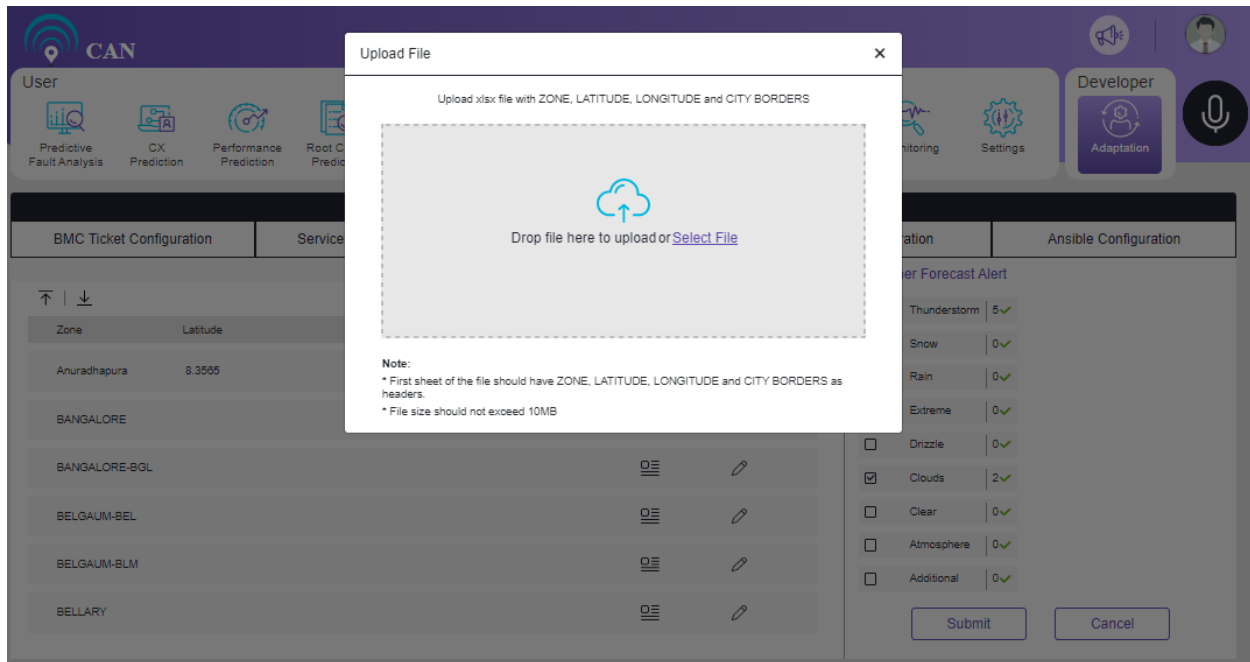 CAN
Upload File
User
Developer
Upload xlsx file with ZONE, LATITUDE, LONGITUDE and CITY BORDERS
Predictive
Fault Analysis
CX
Prediction
Performance
Prediction
Root C
Predic
nitoring
Settings
Adaptation
Drop file here to upload or Select File
BMC Ticket Configuration
Service
ration
Ansible Configuration
er Forecast Alert
Zone
Latitude
Anuradhapura
8.3565
BANGALORE
BANGALORE-BGL
BELGAUM-BEL
BELGAUM-BLM
BELLARY
Note:
* First sheet of the file should have ZONE, LATITUDE, LONGITUDE and CITY BORDERS as
headers.
* File size should not exceed 10MB
Thunderstorm 5
Snow 0
Rain 0
Extreme 0
Drizzle 0
Clouds 2
Clear 0
Atmosphere 0
Additional 0
Submit
Cancel